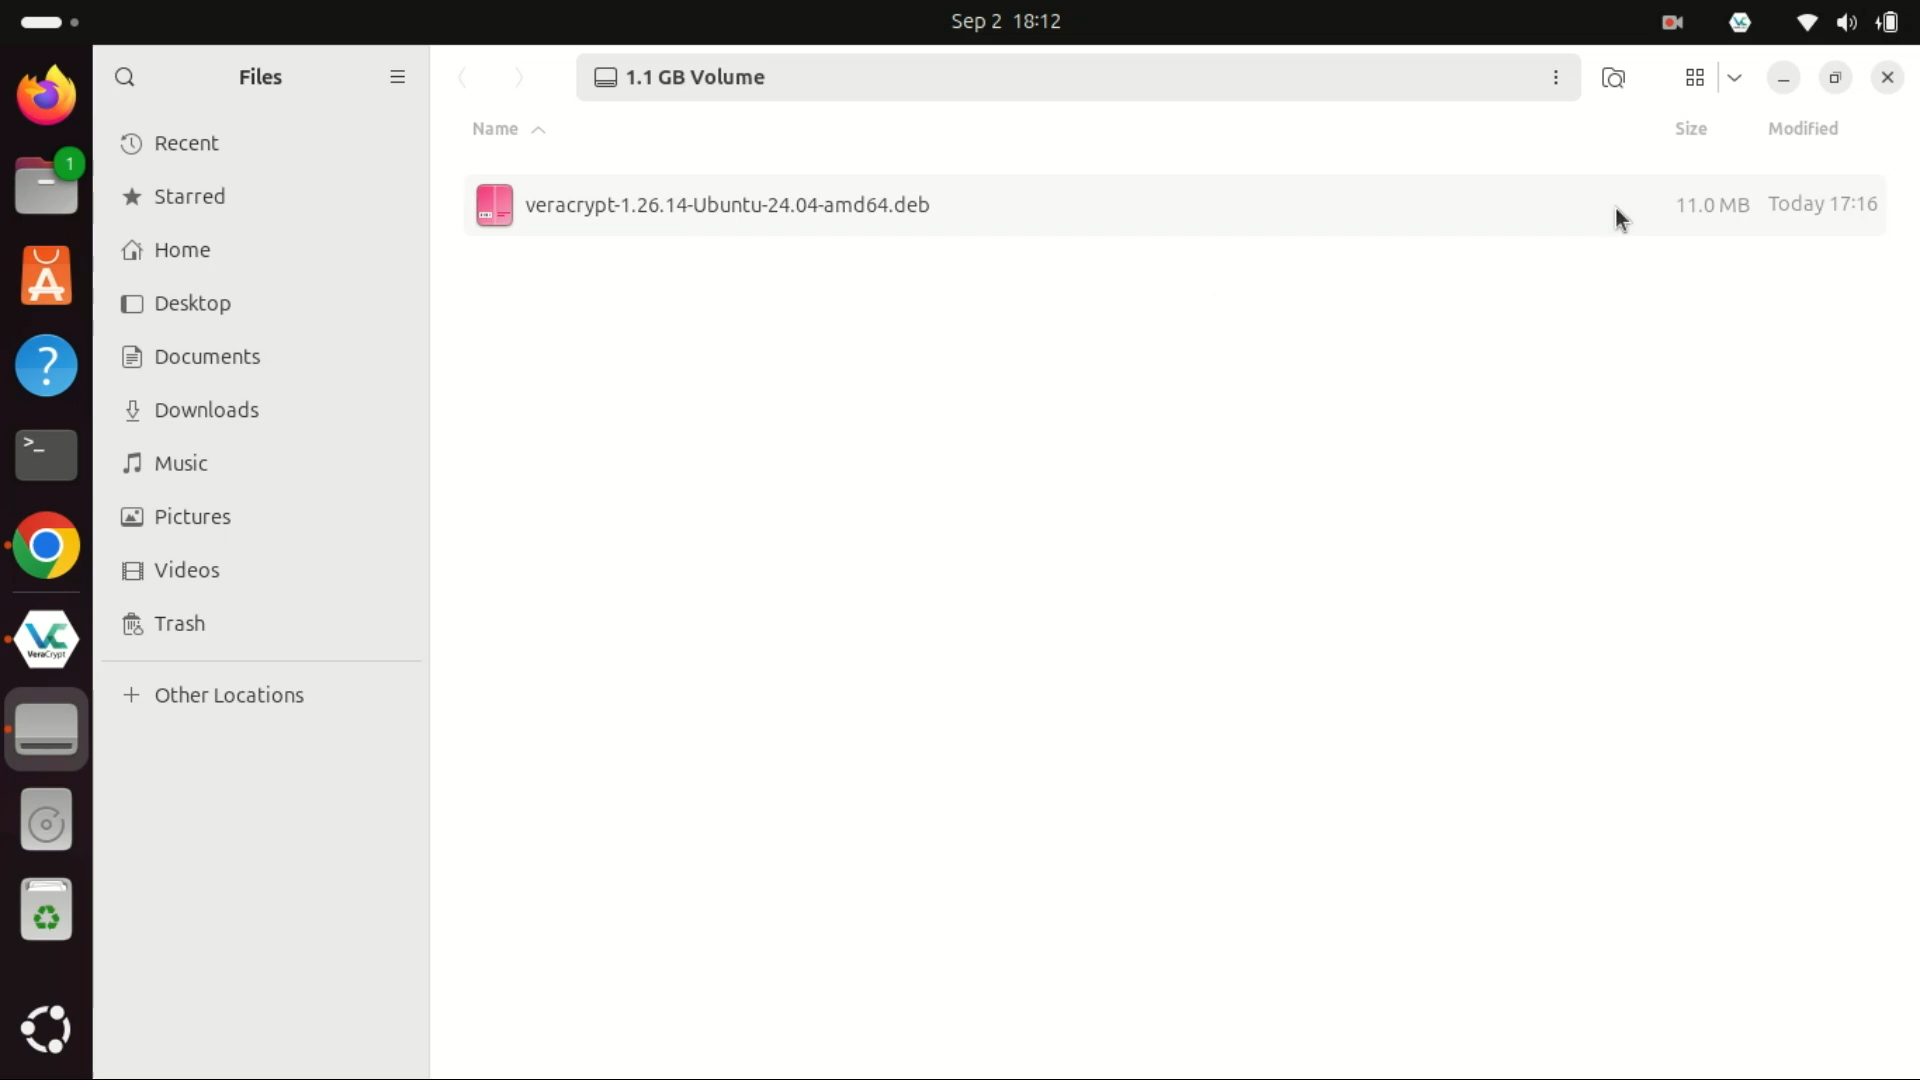 Sep 2 18:12
Files
1.1 GB Volume
Name
Size
Modified
Recent
Starred
Home
Desktop
Documents
Downloads
Music
Pictures
Videos
Trash
Other Locations
veracrypt-1.26.14-Ubuntu-24.04-amd64.deb
11.0 MB
Today 17:16
1
VeraCrypt